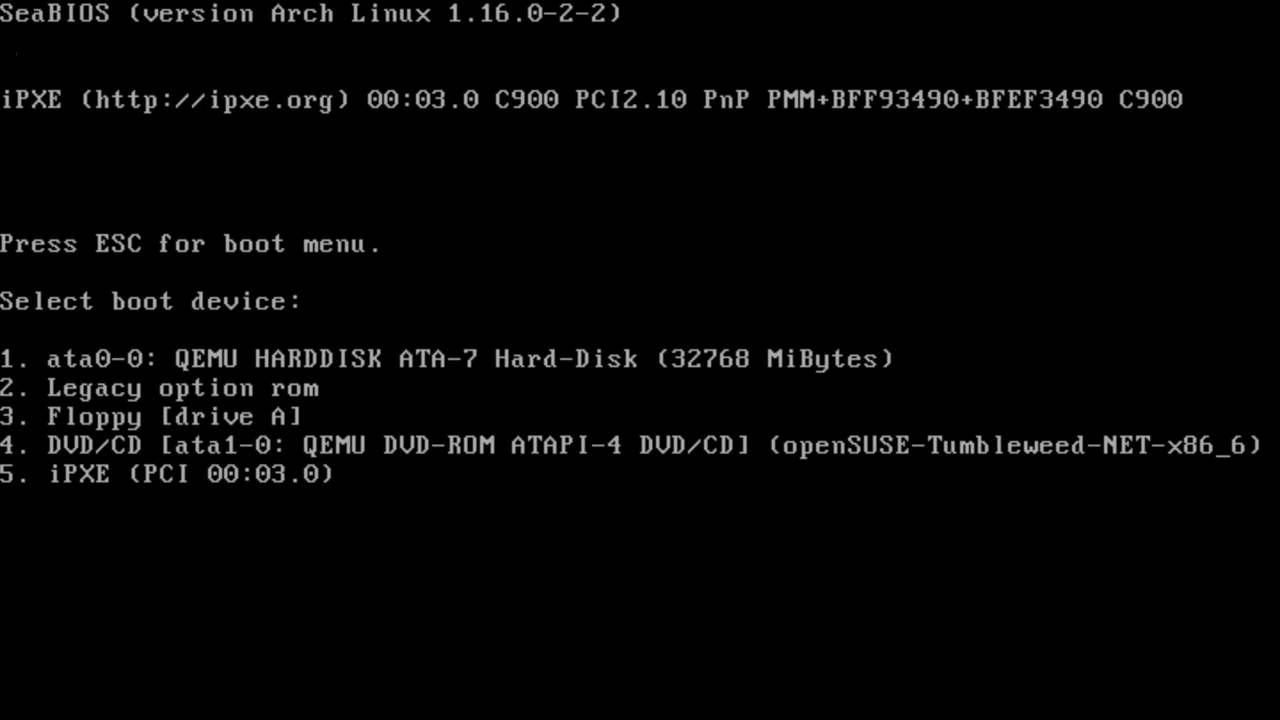 SeaBIOS (version Arch Linux 1.16.0-2-2)
iPXE (http://ipxe.org) 00:03.0 C900 PCI2.10 PnP PMM+BFF93490+BFEF3490 C900
Press ESC for boot menu.
Select boot device:
1. ata0-0: QEMU HARDDISK ATA-7 Hard-Disk (32768 MiBytes)
2. Legacy option rom
3. Floppy [drive A]
4. DVD/CD [ata1-0: QEMU DVD-ROM ATAPI-4 DVD/CD] (openSUSE-Tumbleweed-NET-x86_6)
5. iPXE (PCI 00:03.0)